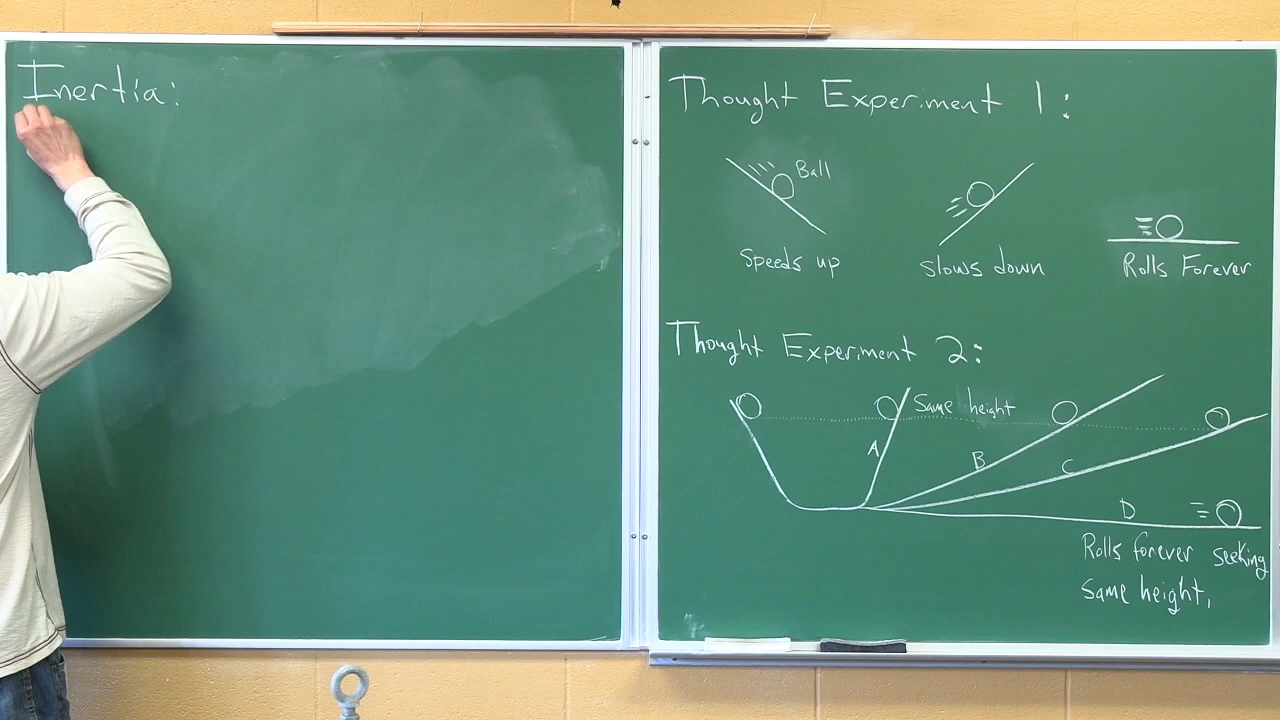 Inertia:
Thought Experiment 1:
Ball
speeds up
slows down
Rolls Forever
Thought Experiment 2:
Same height
A
B
C
D
Rolls forever seeking
same height,